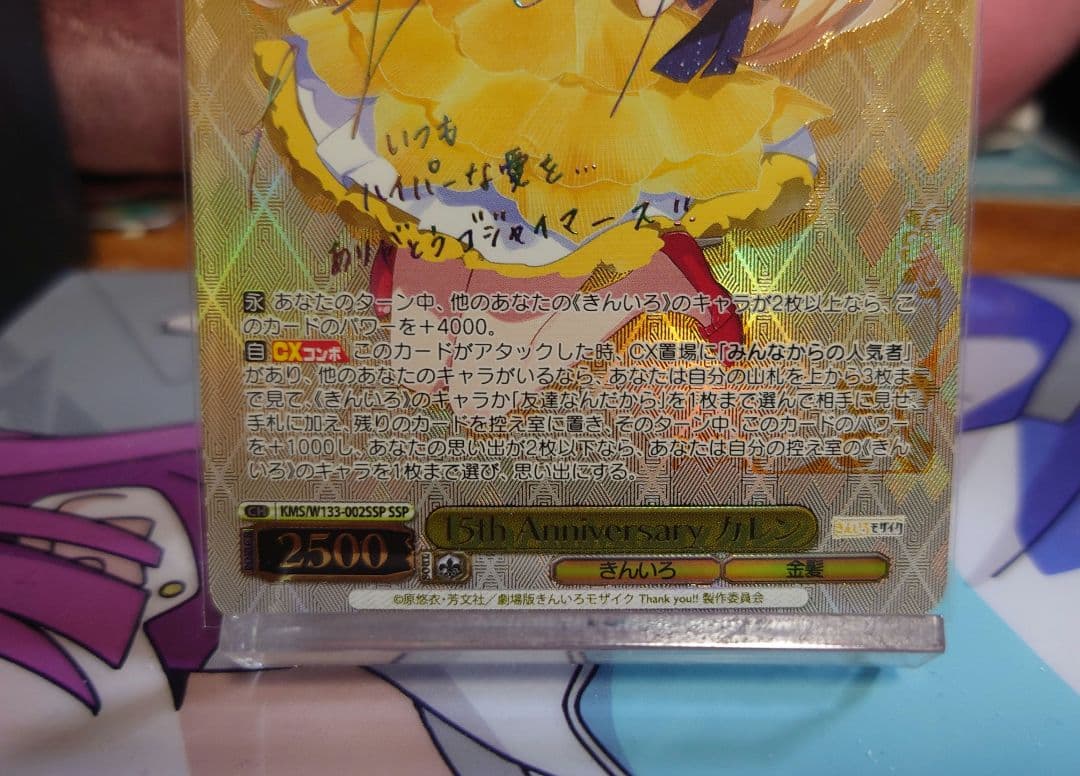 いつも
ハイパーな愛を…
ありがとうゴジャイマース!!
永 あなたのターン中、他のあなたの《きんいろ》のキャラが2枚以上なら、こ
のカードのパワーを＋4000。
自 CXコンボ このカードがアタックした時、CX置場に「みんなからの人気者」
があり、他のあなたのキャラがいるなら、あなたは自分の山札を上から3枚ま
で見て、《きんいろ》のキャラか「友達なんだから」を1枚まで選んで相手に見せ
手札に加え、残りのカードを控え室に置き、そのターン中、このカードのパワー
を＋1000し、あなたの思い出が2枚以下なら、あなたは自分の控え室の《きん
いろ》のキャラを1枚まで選び、思い出にする。
CH KMS/W133-002SSP SSP
15th Anniversary カレン
きんいろモザイク
POWER 2500
SOUL
きんいろ 金髪
©原悠衣・芳文社／劇場版きんいろモザイク Thank you!! 製作委員会